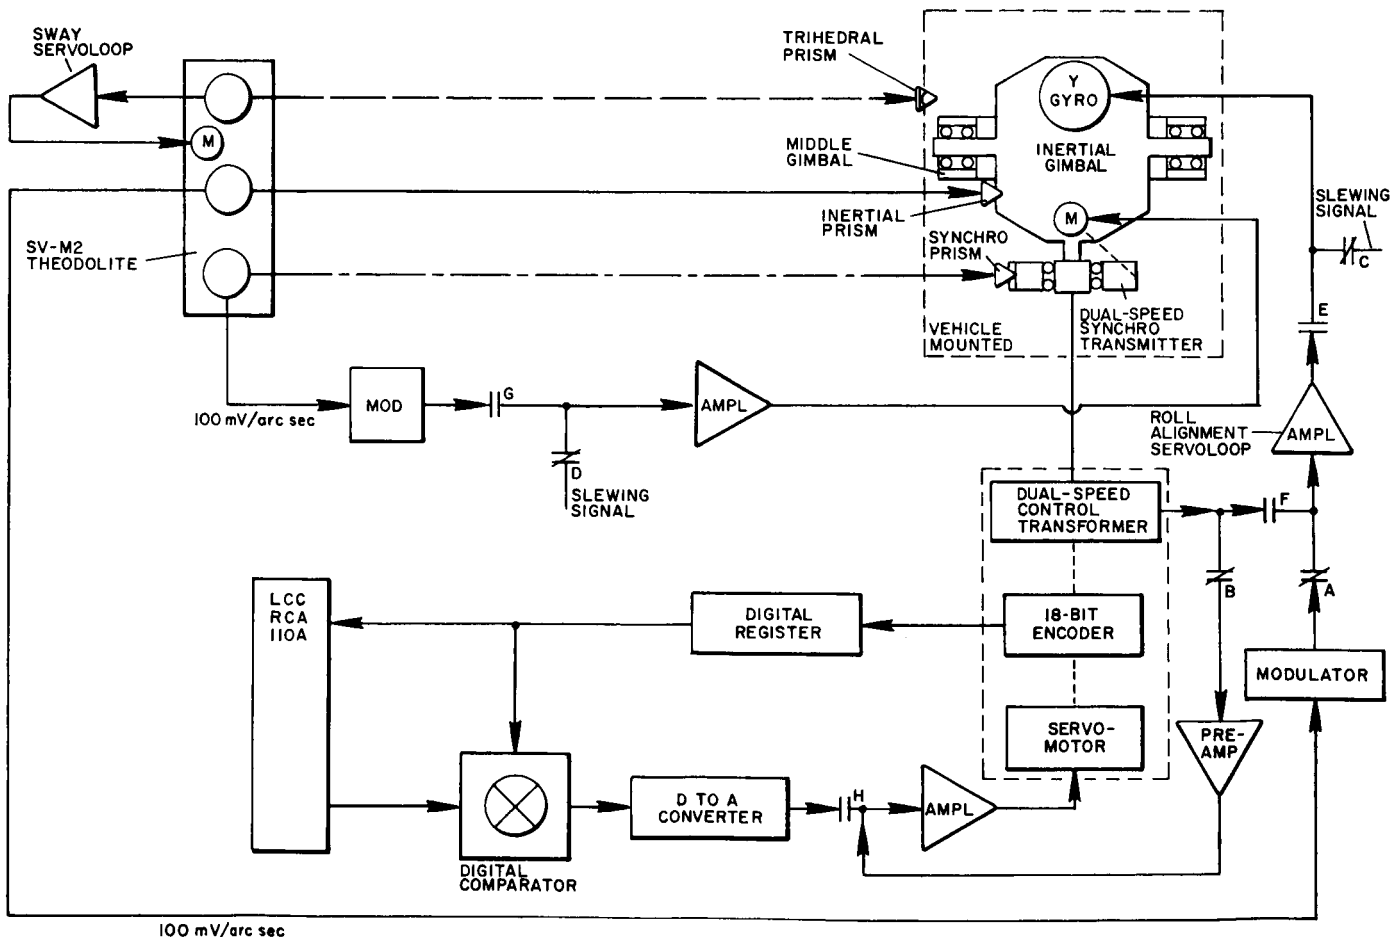 SWAY
SERVOLOOP
M
SV-M2
THEODOLITE
TRIHEDRAL
PRISM
Y
GYRO
MIDDLE
GIMBAL
INERTIAL
GIMBAL
INERTIAL
PRISM
M
SYNCHRO
PRISM
SLEWING
SIGNAL
C
VEHICLE
MOUNTED
DUAL-SPEED
SYNCHRO
TRANSMITTER
E
100 mV/arc sec
MOD
G
D
SLEWING
SIGNAL
AMPL
ROLL
ALIGNMENT
SERVOLOOP
AMPL
DUAL-SPEED
CONTROL
TRANSFORMER
F
B
A
LCC
RCA
110A
DIGITAL
REGISTER
18-BIT
ENCODER
MODULATOR
SERVO-
MOTOR
PRE-
AMP
DIGITAL
COMPARATOR
D TO A
CONVERTER
H
AMPL
100 mV/arc sec